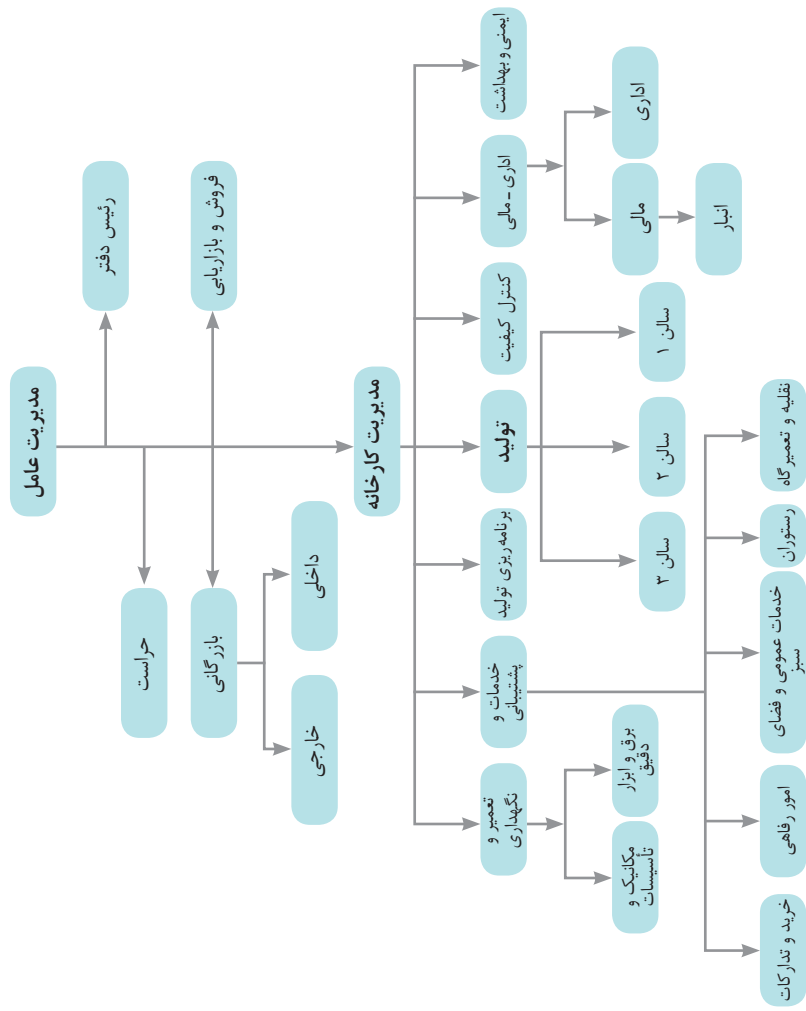 مدیریت عامل
رئیس دفتر
حراست
فروش و بازاریابی
بازرگانی
داخلی
خارجی
مدیریت کارخانه
ایمنی و بهداشت
اداری - مالی
کنترل کیفیت
تولید
برنامه ریزی تولید
خدمات و
پشتیبانی
تعمیر و
نگهداری
اداری
مالی
انبار
سالن ۱
سالن ۲
سالن ۳
برق و ابزار
دقیق
مکانیک و
تأسیسات
نقلیه و تعمیرگاه
رستوران
خدمات عمومی و فضای
سبز
امور رفاهی
خرید و تدارکات